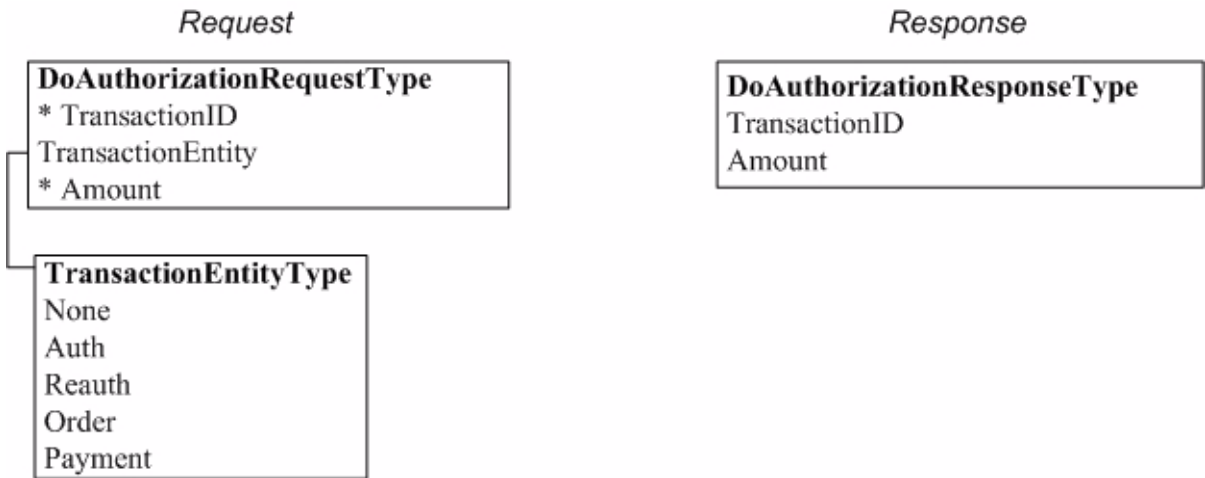 Request
DoAuthorizationRequestType
* TransactionID
TransactionEntity
* Amount
TransactionEntityType
None
Auth
Reauth
Order
Payment
Response
DoAuthorizationResponseType
TransactionID
Amount